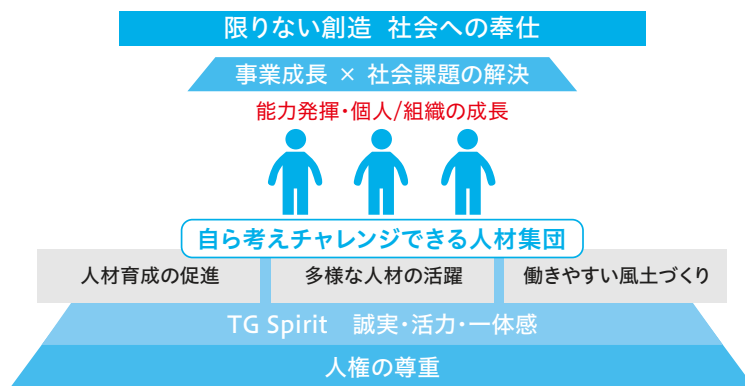 限りない創造 社会への奉仕
事業成長 × 社会課題の解決
能力発揮・個人/組織の成長
自ら考えチャレンジできる人材集団
人材育成の促進
多様な人材の活躍
働きやすい風土づくり
TG Spirit 誠実・活力・一体感
人権の尊重